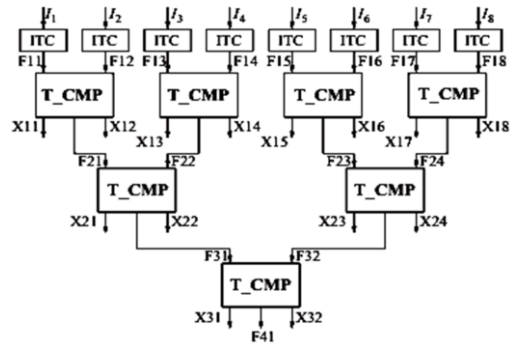 I1 I2 I3 I4 I5 I6 I7 I8
ITC ITC ITC ITC ITC ITC ITC ITC
F11 F12 F13 F14 F15 F16 F17 F18
T_CMP T_CMP T_CMP T_CMP
X11 X12 X13 X14 X15 X16 X17 X18
F21 F22 F23 F24
T_CMP T_CMP
X21 X22 X23 X24
F31 F32
T_CMP
X31 X32
F41